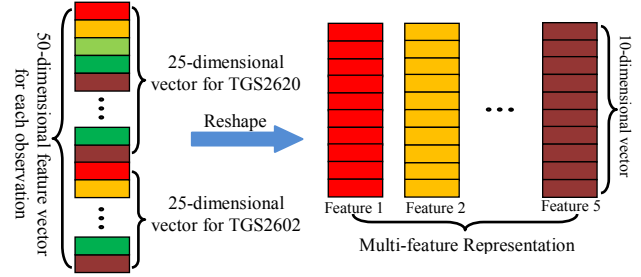 50-dimensional feature vector
for each observation
25-dimensional
vector for TGS2620
25-dimensional
vector for TGS2602
Reshape
Feature 1
Feature 2
Feature 5
10-dimensional
vector
Multi-feature Representation